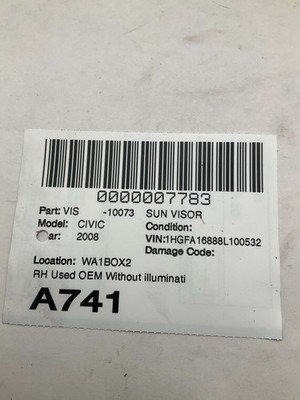 0000007783
Part: VIS -10073 SUN VISOR
Model: CIVIC Condition:
ar: 2008 VIN:1HGFA16888L100532
Damage Code:
Location: WA1BOX2
RH Used OEM Without illuminati
A741